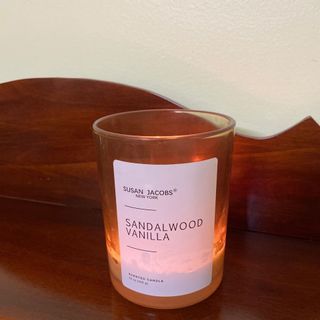 SUSAN JACOBS®
NEW YORK
SANDALWOOD
VANILLA
SCENTED CANDLE